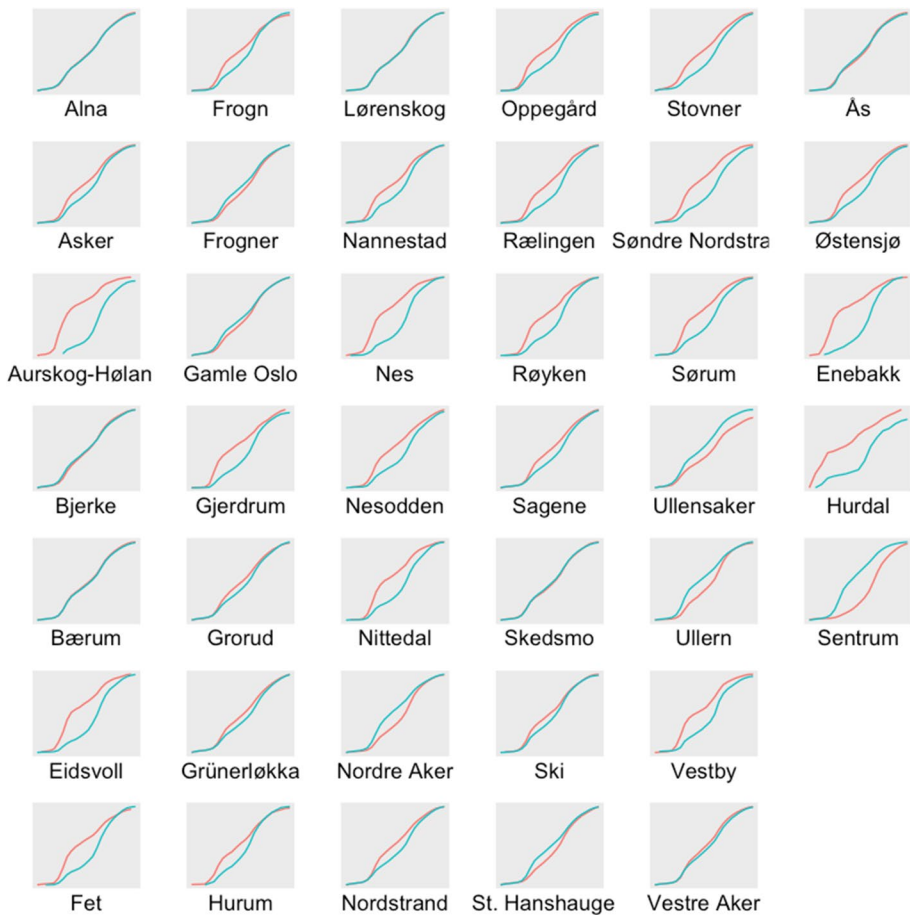 Alna Frogn Lørenskog Oppegård Stovner Ås
Asker Frogner Nannestad Rælingen Søndre Nordstra Østensjø
Aurskog-Hølan Gamle Oslo Nes Røyken Sørum Enebakk
Bjerke Gjerdrum Nesodden Sagene Ullensaker Hurdal
Bærum Grorud Nittedal Skedsmo Ullern Sentrum
Eidsvoll Grünerløkka Nordre Aker Ski Vestby
Fet Hurum Nordstrand St. Hanshauge Vestre Aker